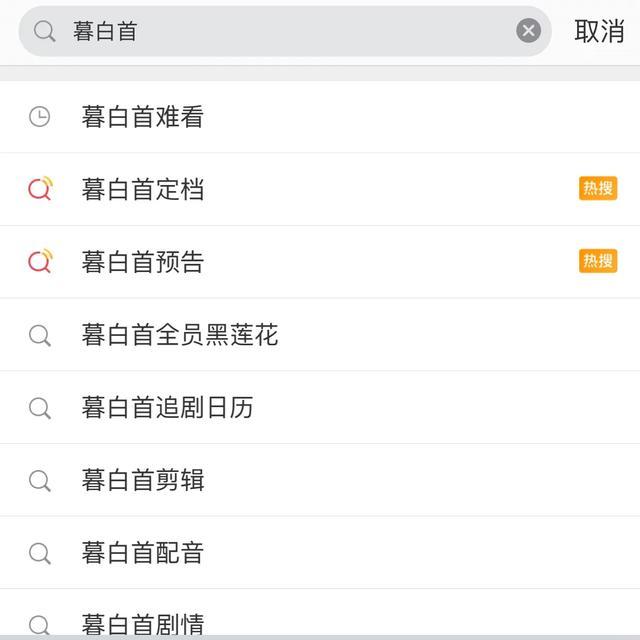 暮白首 取消
暮白首难看
暮白首定档 热搜
暮白首预告 热搜
暮白首全员黑莲花
暮白首追剧日历
暮白首剪辑
暮白首配音
暮白首剧情